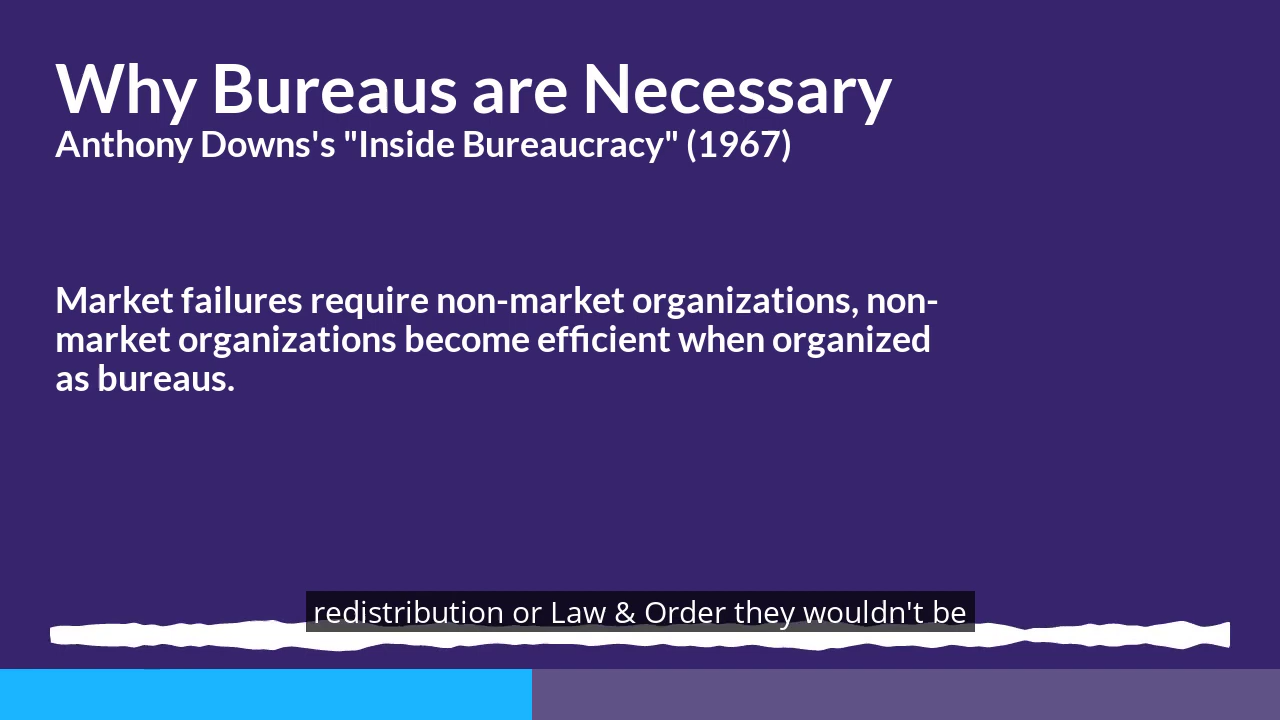 Why Bureaus are Necessary
Anthony Downs's "Inside Bureaucracy" (1967)
Market failures require non-market organizations, non-
market organizations become efficient when organized
as bureaus.
redistribution or Law & Order they wouldn't be